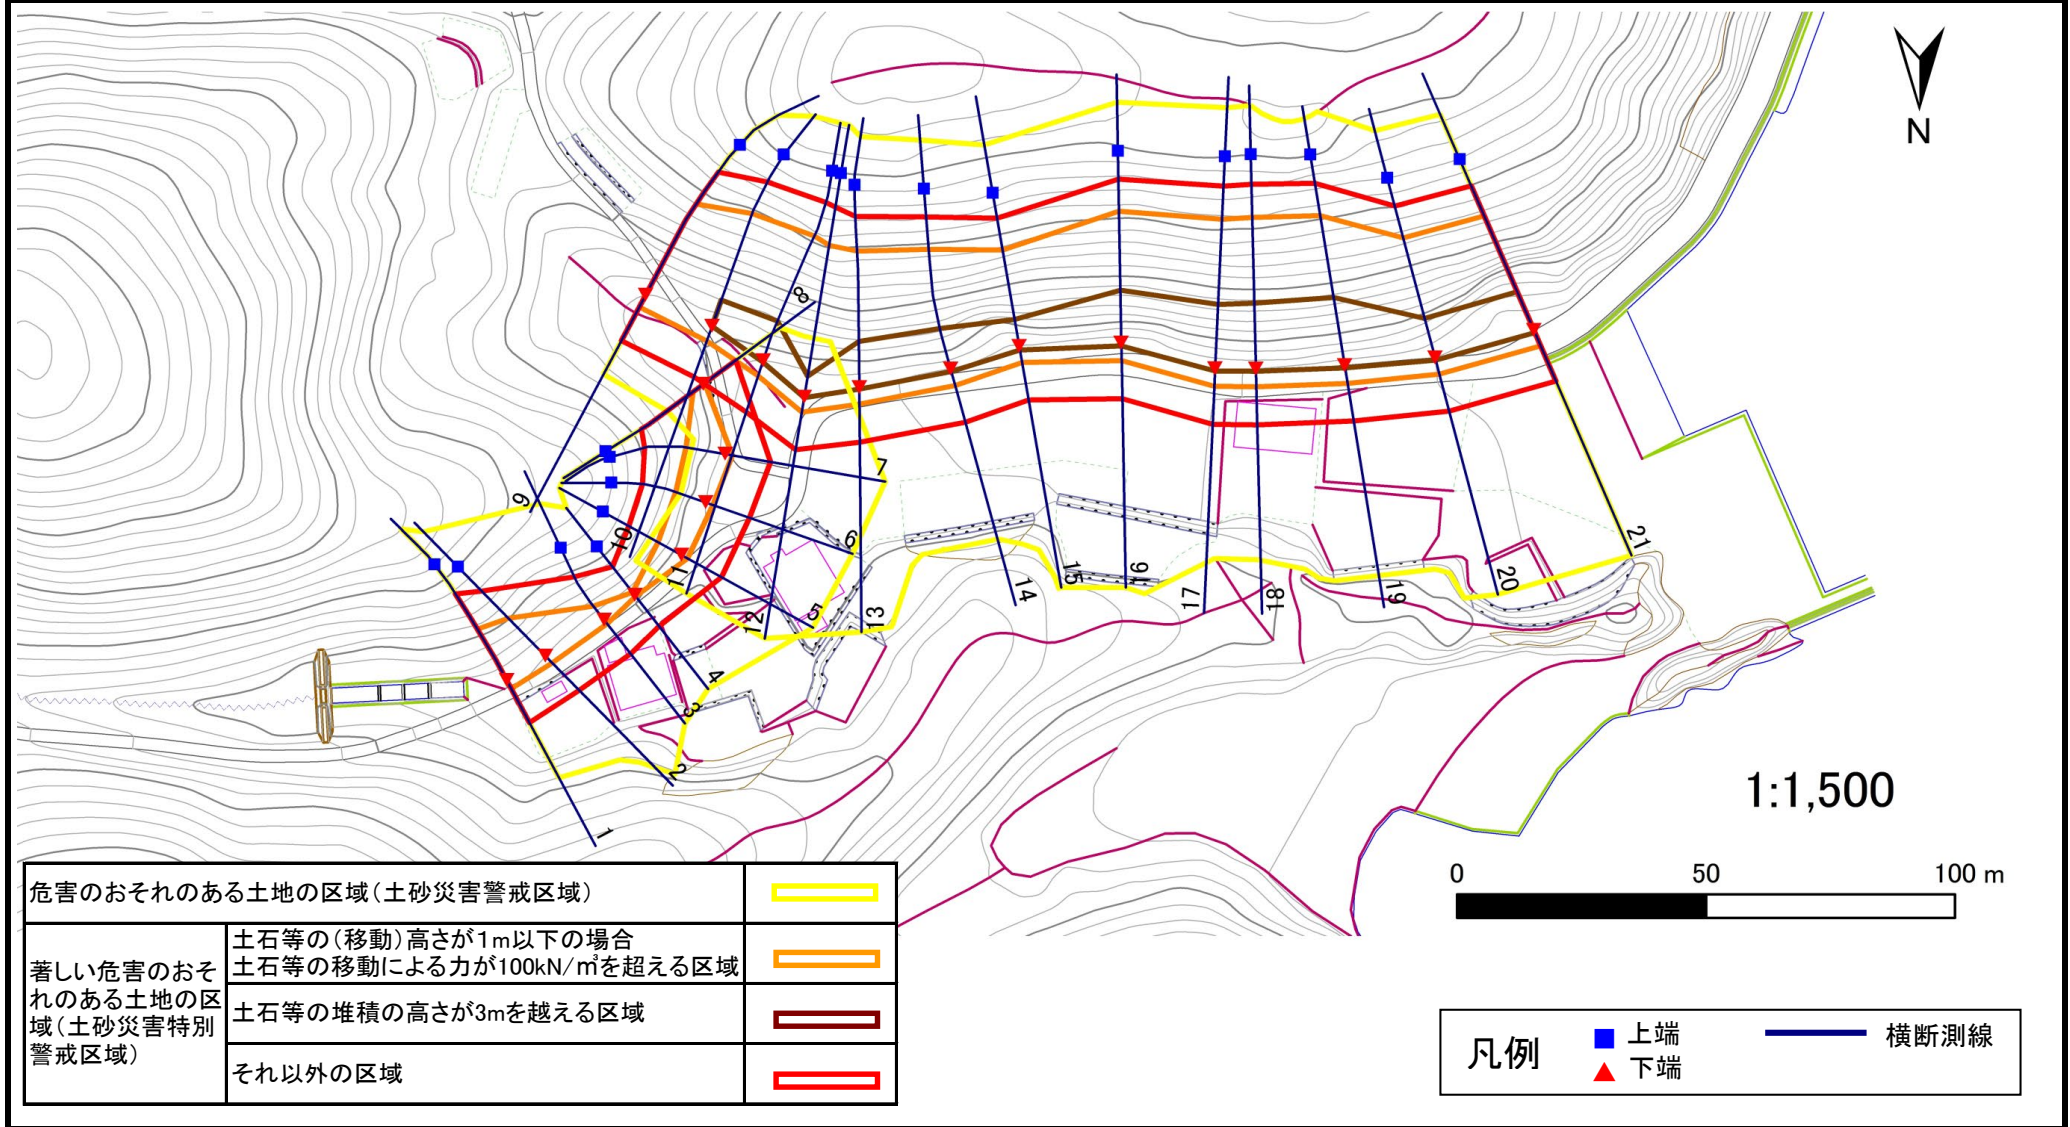 N
8
7
9
6
10
21
11
5
15
16
20
14
17
18
19
12
13
4
3
2
1
1:1,500
0 50 100 m
危害のおそれのある土地の区域(土砂災害警戒区域)
著しい危害のおそ
れのある土地の区
域(土砂災害特別
警戒区域)
土石等の(移動)高さが1m以下の場合
土石等の移動による力が100kN/㎥を超える区域
土石等の堆積の高さが3mを越える区域
それ以外の区域
凡例
上端
下端
横断測線